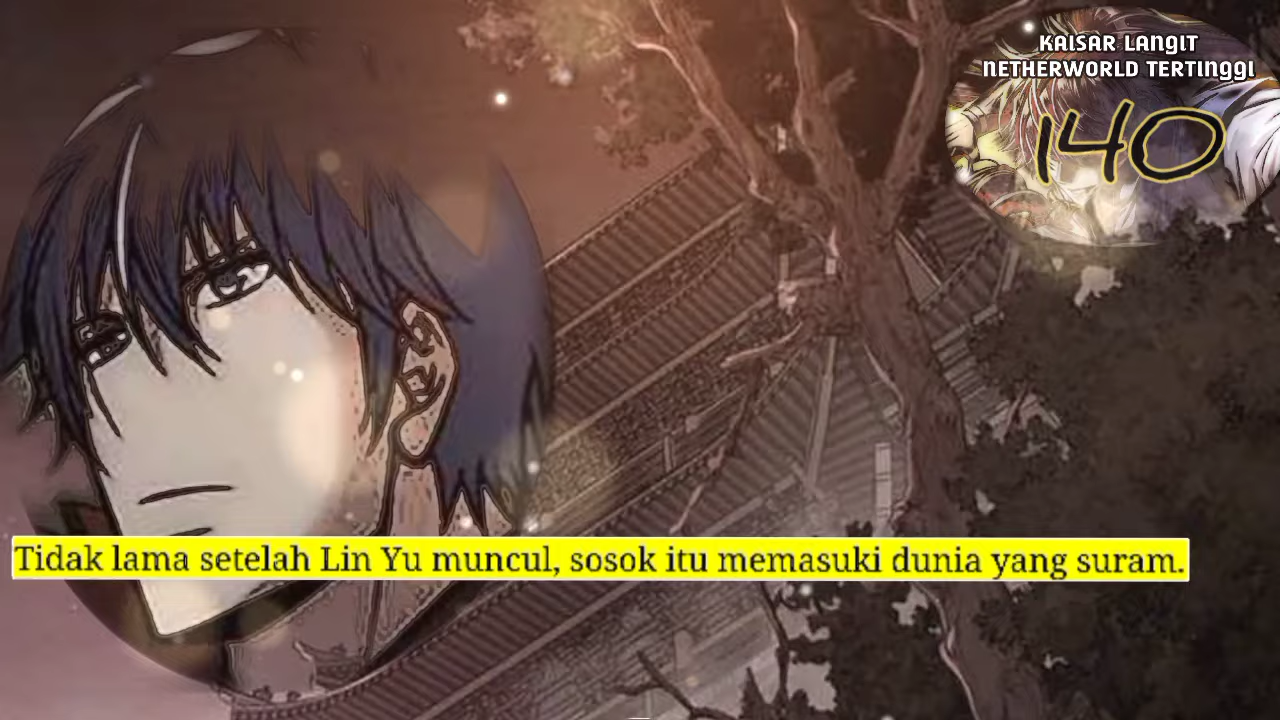 KAISAR LANGIT
NETHERWORLD TERTINGGI
140
Tidak lama setelah Lin Yu muncul, sosok itu memasuki dunia yang suram.